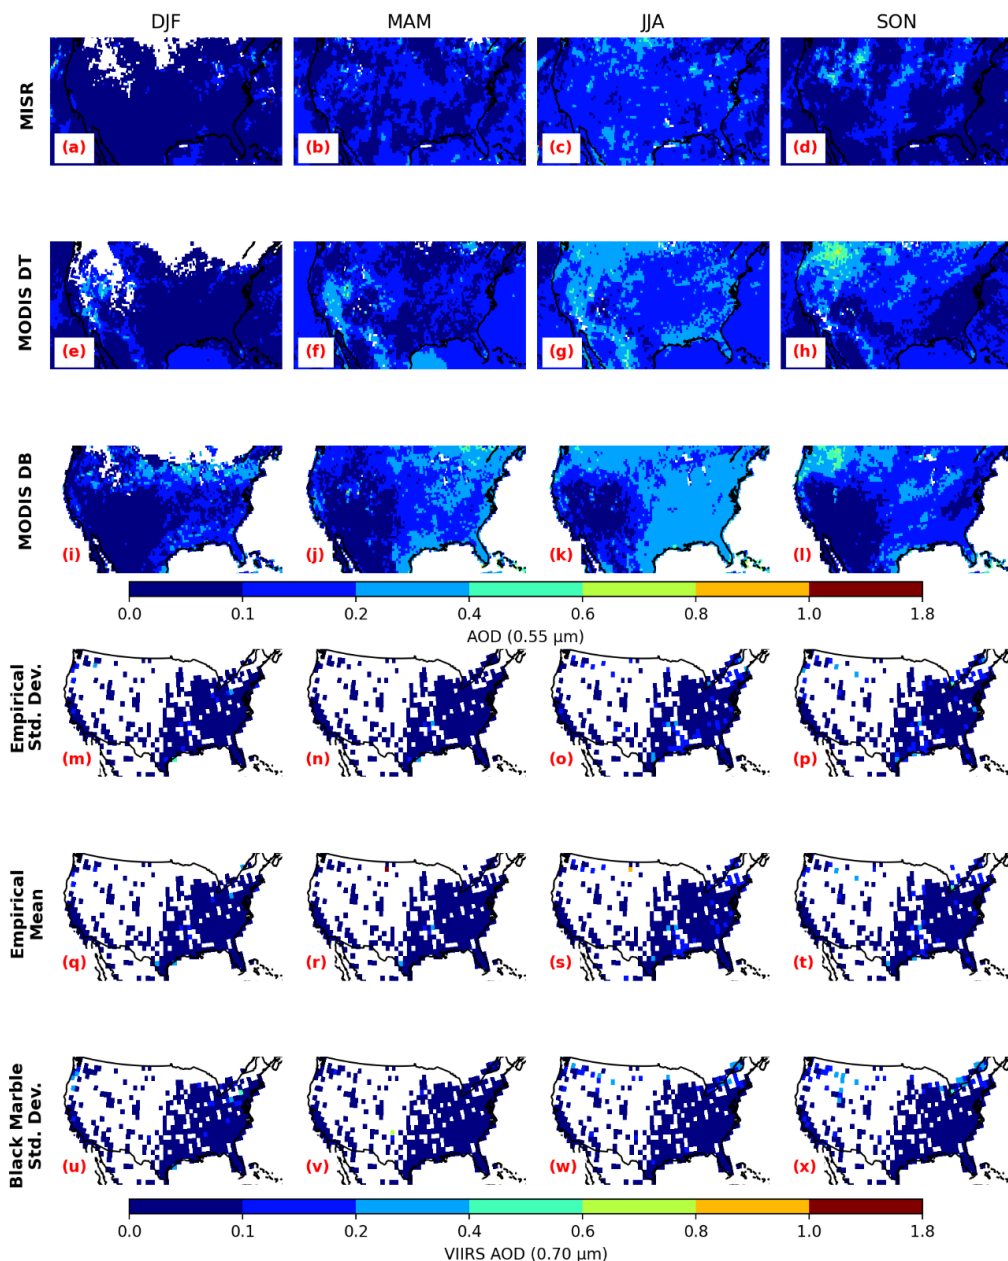 DJF MAM JJA SON
MISR
(a) (b) (c) (d)
MODIS DT
(e) (f) (g) (h)
MODIS DB
(i) (j) (k) (l)
0.0 0.1 0.2 0.4 0.6 0.8 1.0 1.8
AOD (0.55 μm)
Empirical
Std. Dev.
(m) (n) (o) (p)
Empirical
Mean
(q) (r) (s) (t)
Black Marble
Std. Dev.
(u) (v) (w) (x)
0.0 0.1 0.2 0.4 0.6 0.8 1.0 1.8
VIIRS AOD (0.70 μm)